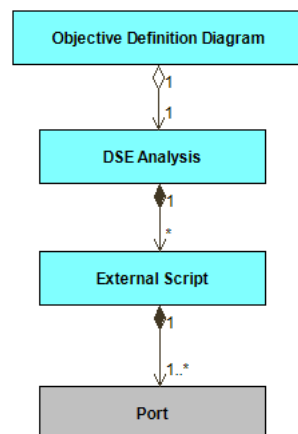 Objective Definition Diagram
1
1
DSE Analysis
1
*
External Script
1
1..*
Port